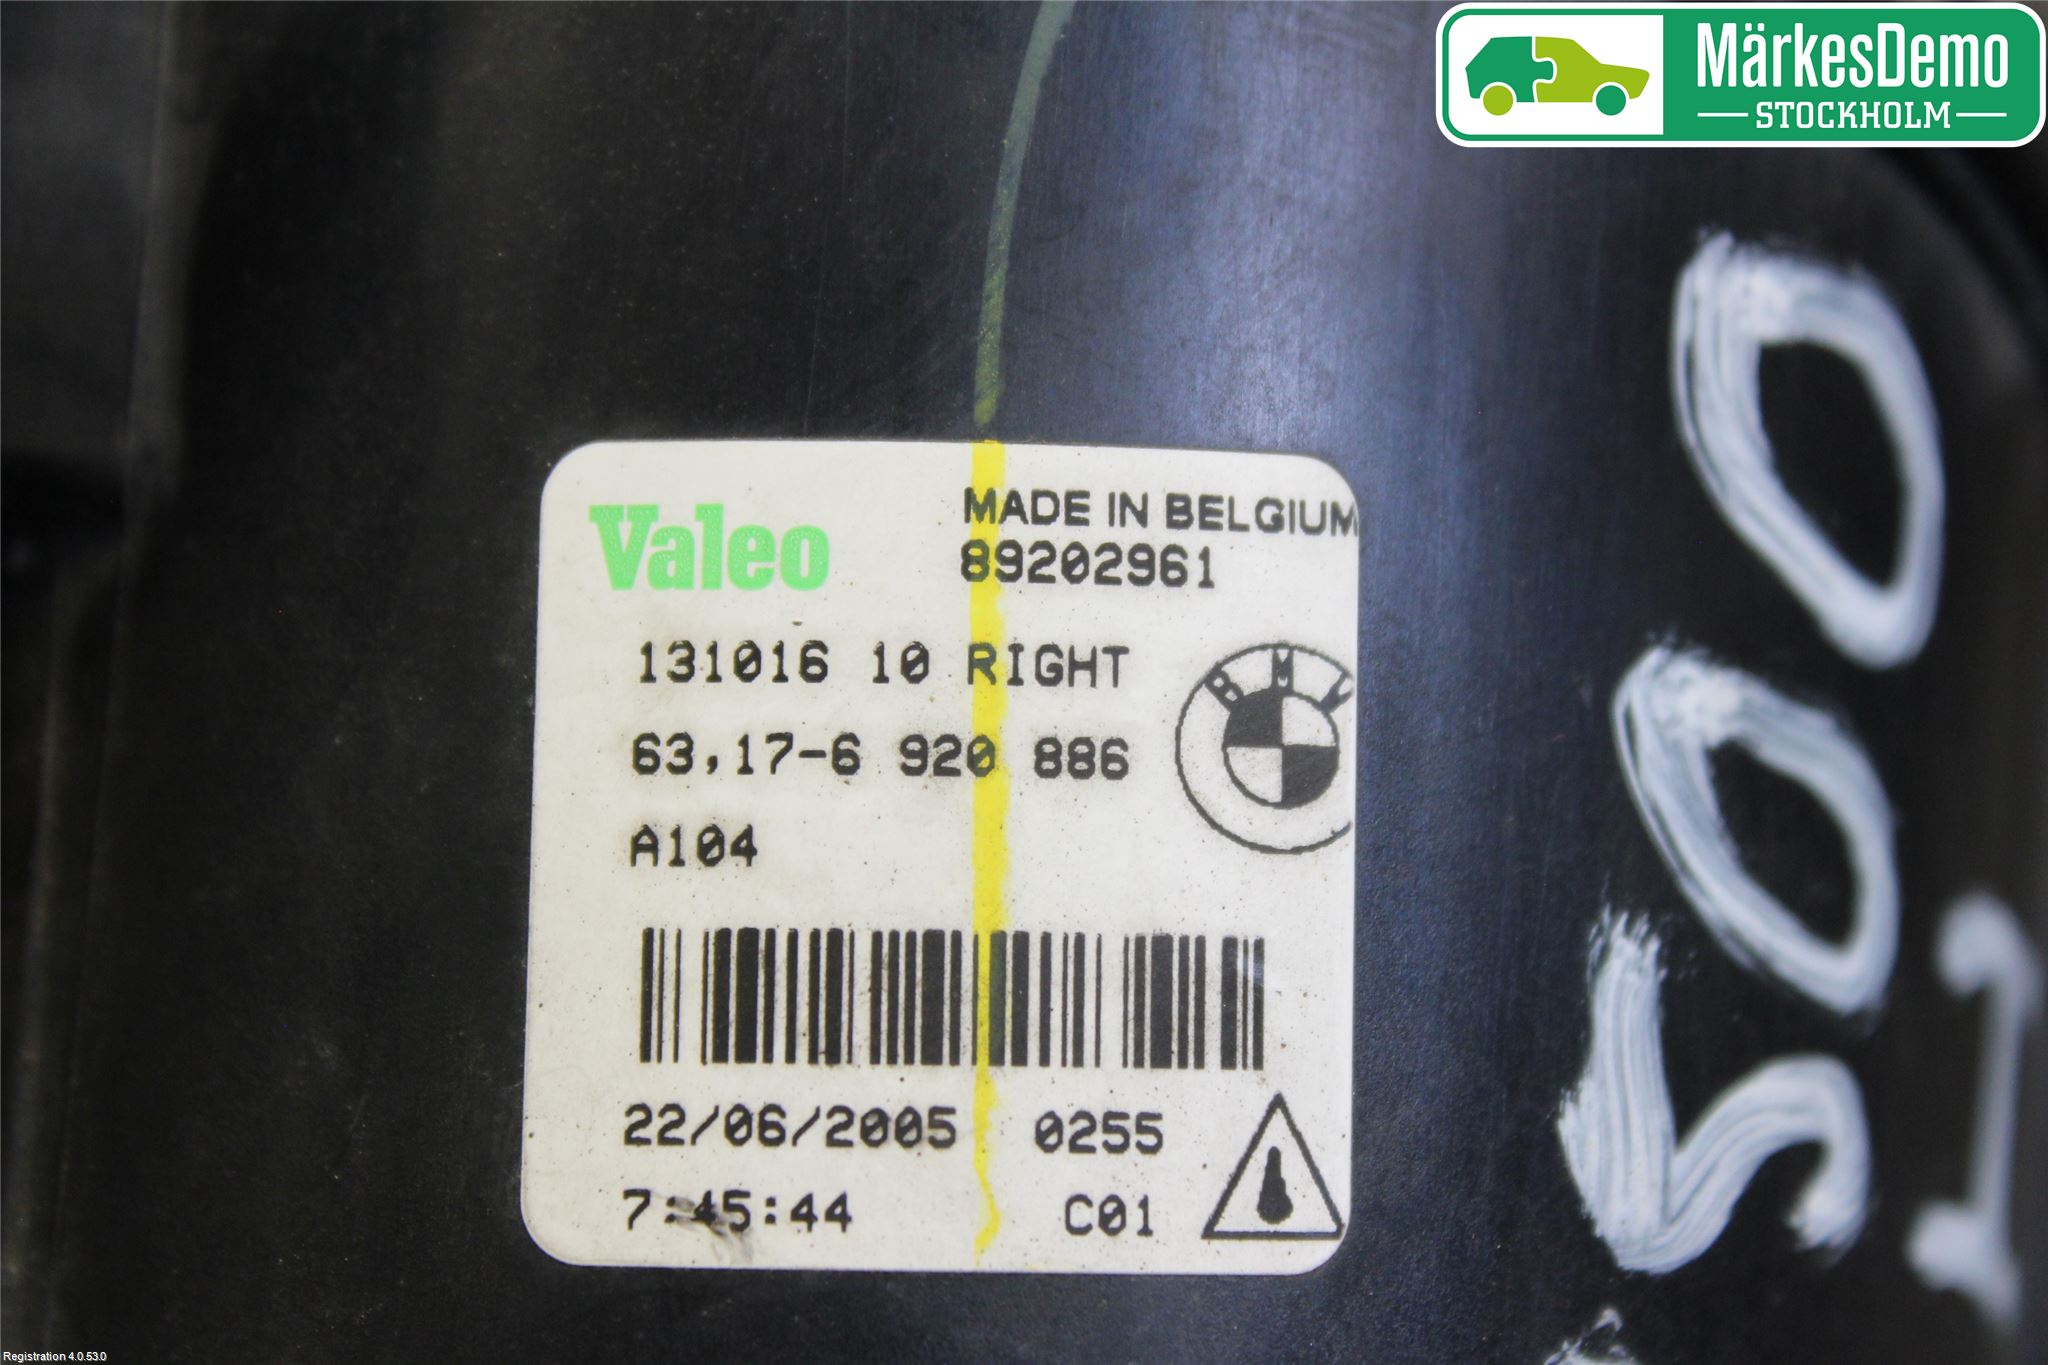 MärkesDemo
STOCKHOLM
Valeo
MADE IN BELGIUM
89202961
131016 10 RIGHT
63,17-6 920 886
BM
A104
22/06/2005 0255
7:45:44 C01
500
Registration 4.0.53.0